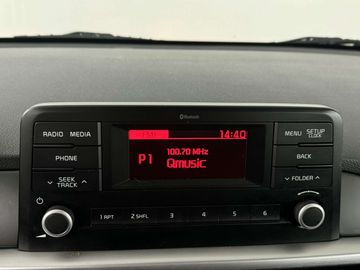 Bluetooth
RADIO MEDIA
FM1 14:40
MENU SETUP
CLOCK
PHONE
P1 100.70 MHz
Qmusic
BACK
SEEK
TRACK
FOLDER
1 RPT 2 SHFL 3 4 5 6